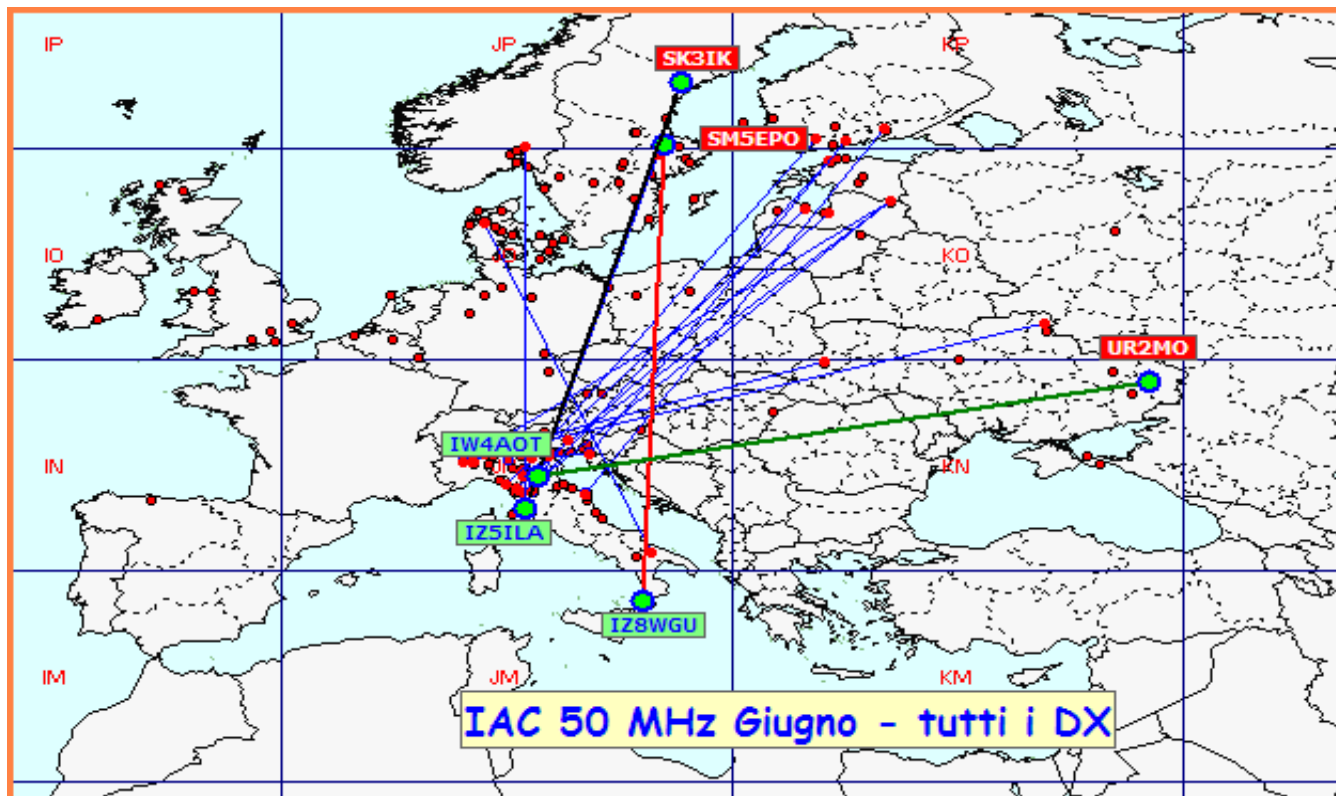 IP
JP
KP
SK3IK
SM5EPO
IO
JO
KO
UR2MO
IW4AOT
IN
KN
IZ5ILA
IZ8WGU
IM
JM
KM
IAC 50 MHz Giugno - tutti i DX